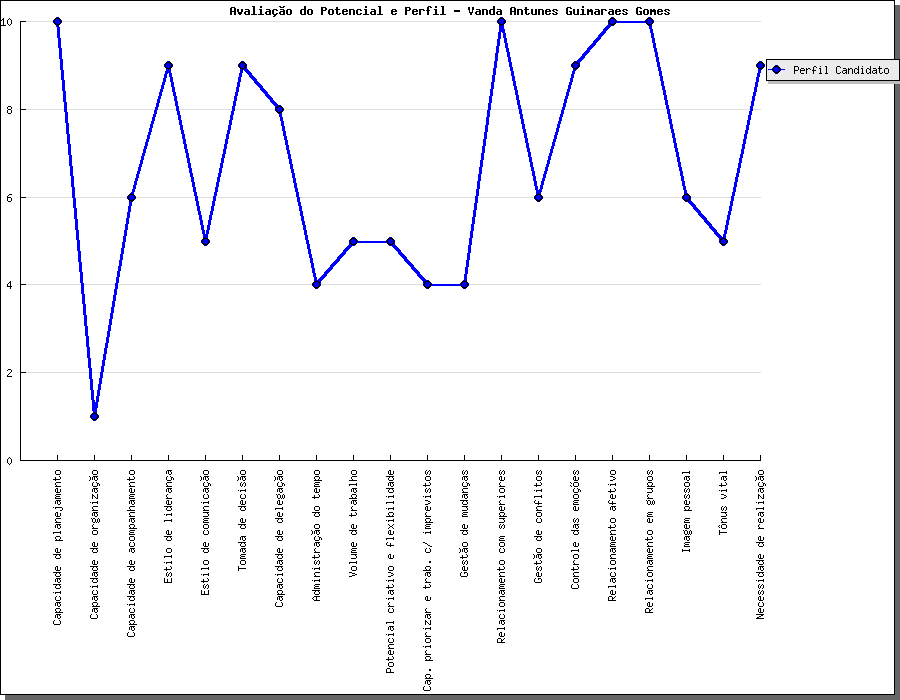 Avaliação do Potencial e Perfil - Vanda Antunes Guimaraes Gomes
Perfil Candidato
10
8
6
4
2
0
Capacidade de planejamento
Capacidade de organização
Capacidade de acompanhamento
Estilo de liderança
Estilo de comunicação
Tomada de decisão
Capacidade de delegação
Administração do tempo
Volume de trabalho
Potencial criativo e flexibilidade
Cap. priorizar e trab. c/ imprevistos
Gestão de mudanças
Relacionamento com superiores
Gestão de conflitos
Controle das emoções
Relacionamento afetivo
Relacionamento em grupos
Imagem pessoal
Tônus vital
Necessidade de realização